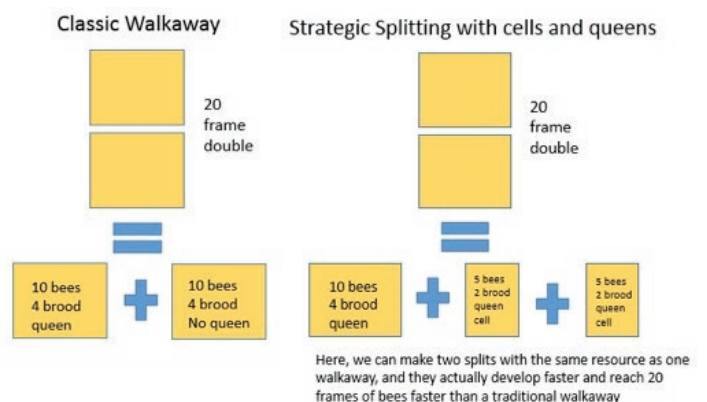 Classic Walkaway
20
frame
double
10 bees
4 brood
queen
10 bees
4 brood
No queen
Strategic Splitting with cells and queens
20
frame
double
10 bees
4 brood
queen
5 bees
2 brood
queen
cell
5 bees
2 brood
queen
cell
Here, we can make two splits with the same resource as one
walkaway, and they actually develop faster and reach 20
frames of bees faster than a traditional walkaway